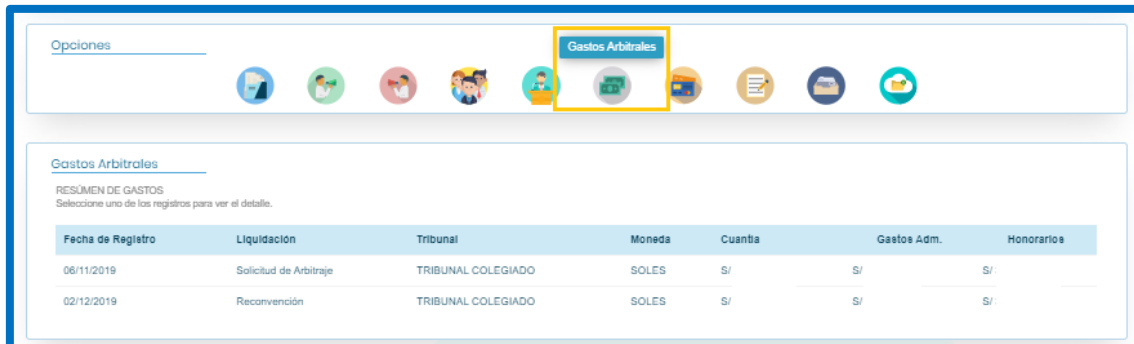 Opciones
Gastos Arbitrales
Gastos Arbitrales
RESÚMEN DE GASTOS
Seleccione uno de los registros para ver el detalle.
Fecha de Registro Liquidación Tribunal Moneda Cuantia Gastos Adm. Honorarios
06/11/2019 Solicitud de Arbitraje TRIBUNAL COLEGIADO SOLES S/ S/ S/
02/12/2019 Reconvención TRIBUNAL COLEGIADO SOLES S/ S/ S/